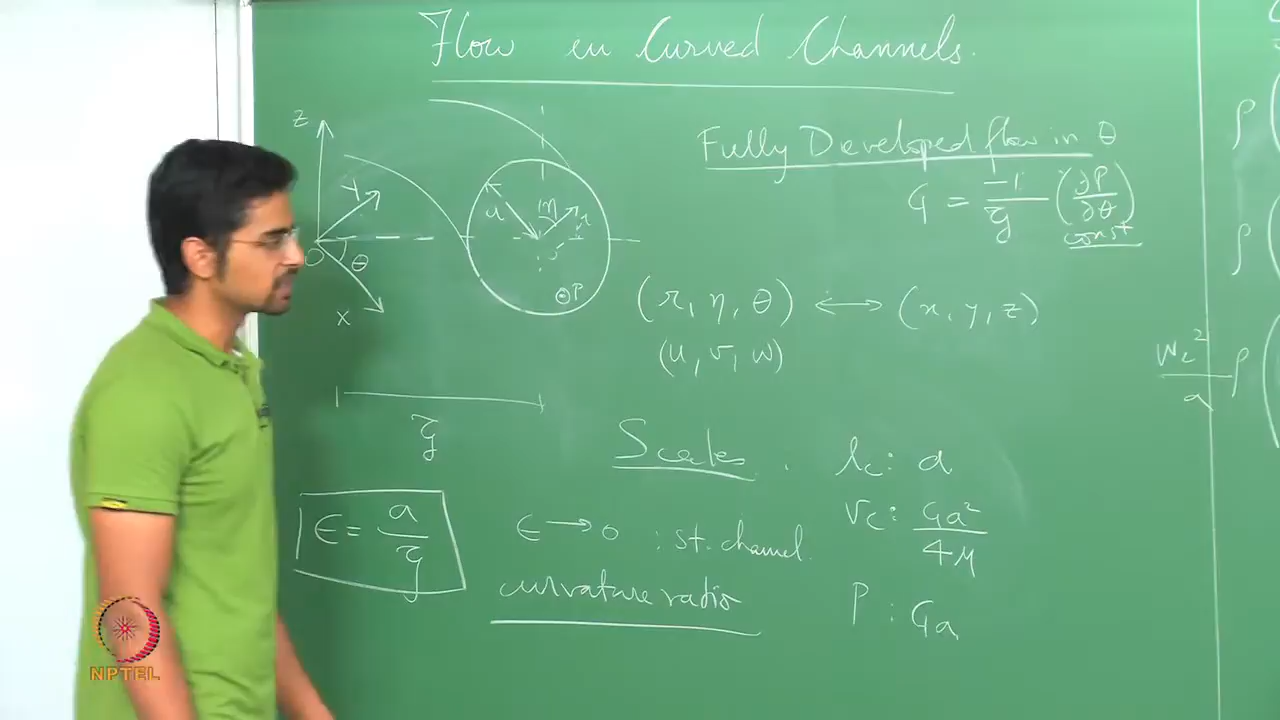 Flow in Curved Channels.
Z
Y
O
θ
X
a
η
r
P
Fully Developed flow in θ
G = -1/𝒯 (∂P/∂θ)
const
(r, η, θ) ⟷ (x, y, z)
(u, v, w)
Scales.
lc: a
vc: Ga²/4μ
P: Ga
ϵ = a/𝒯
ϵ → 0 : st. channel.
curvature ratio
ρ
ρ
Wc²/a ρ
NPTEL